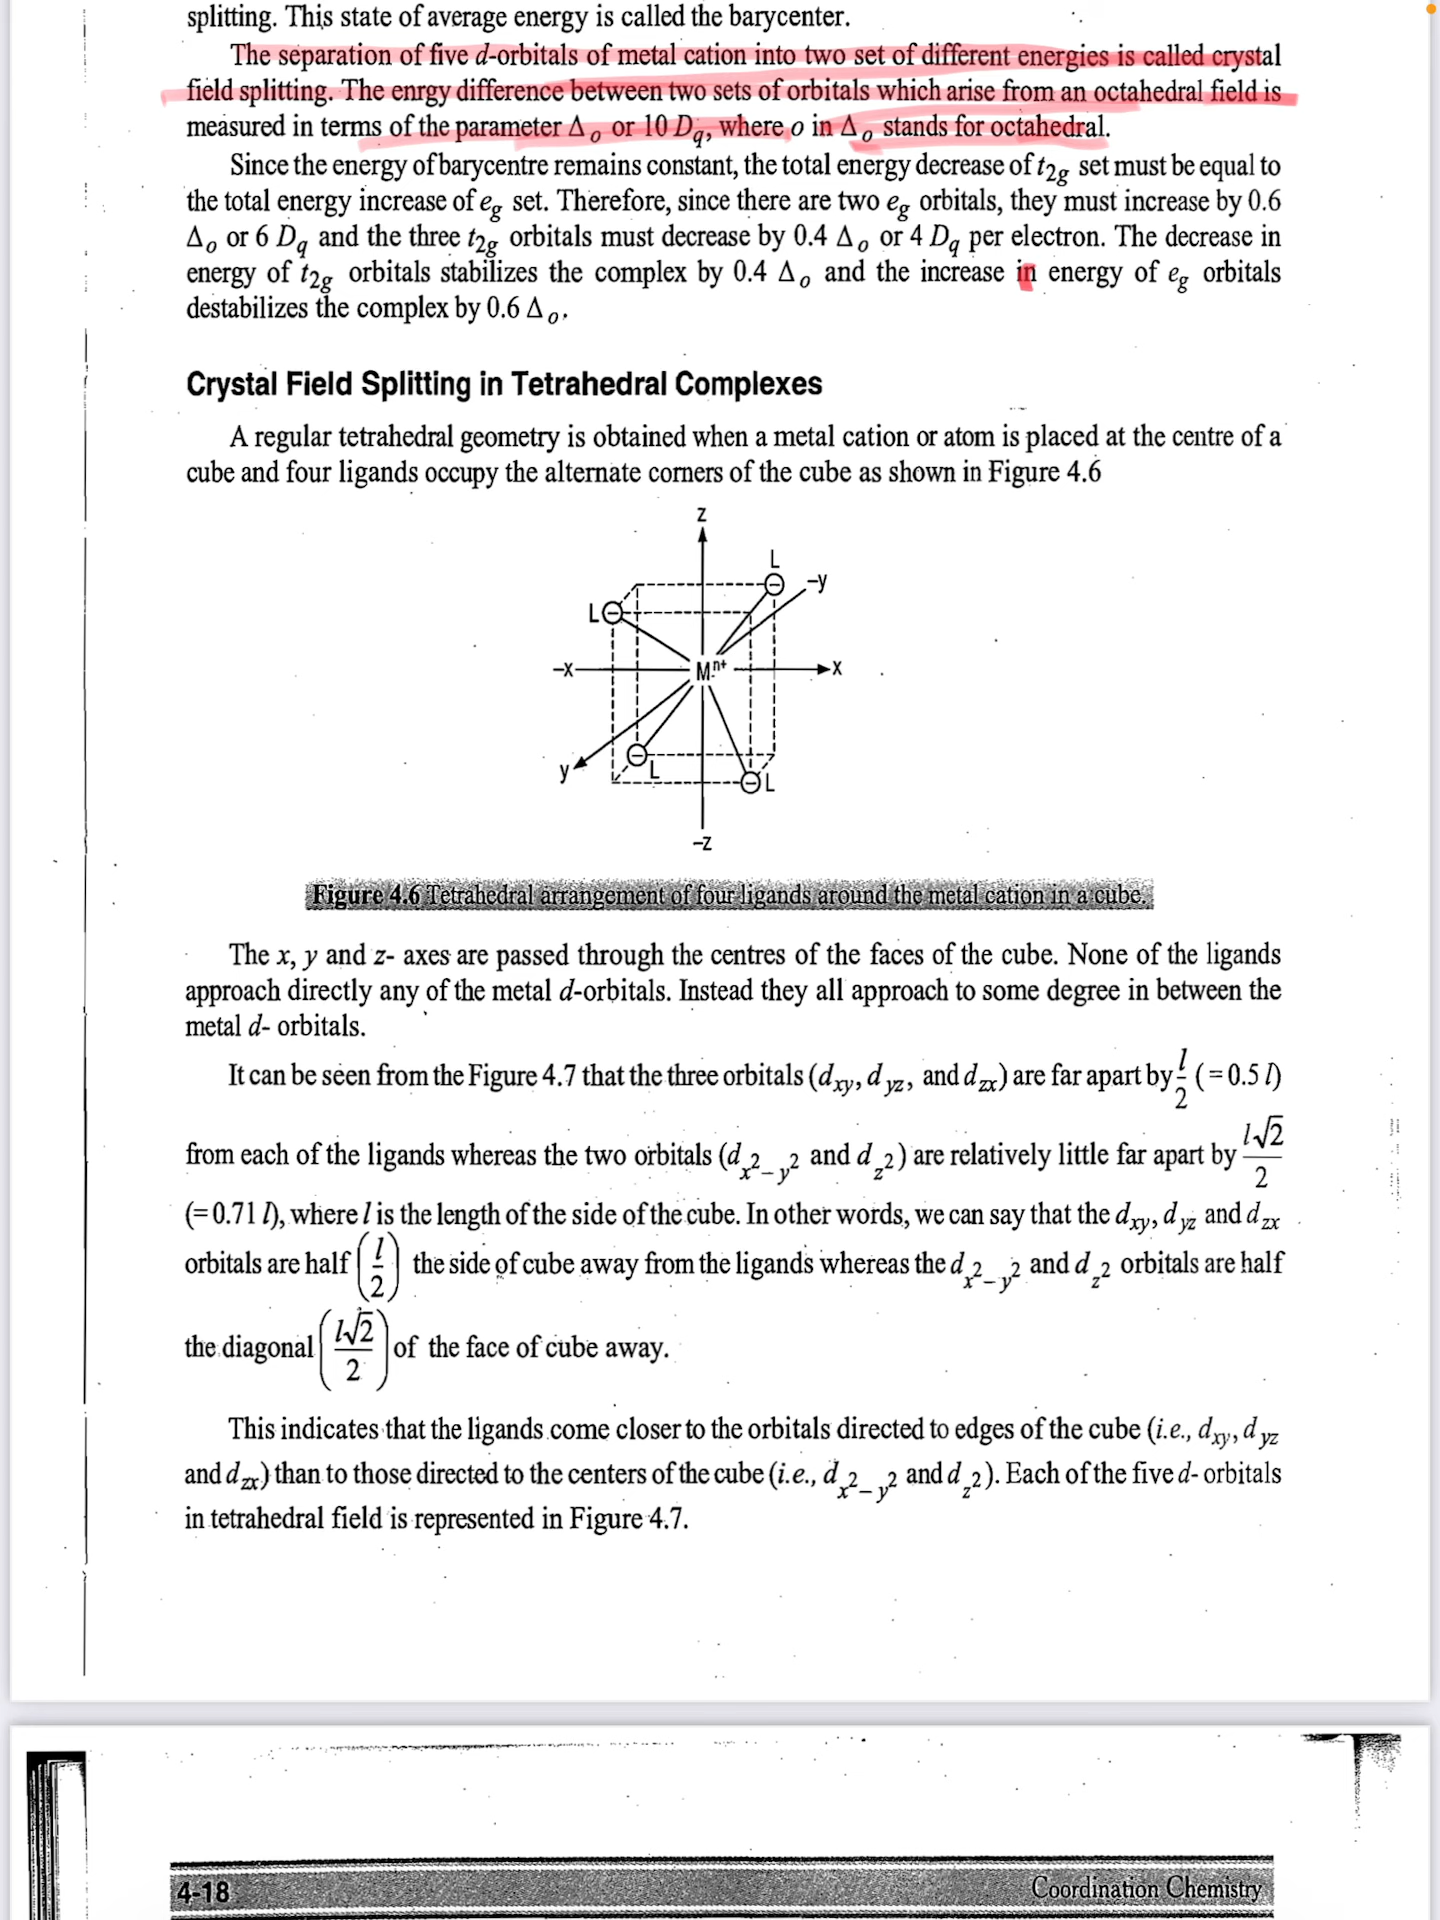 splitting. This state of average energy is called the barycenter.
The separation of five d-orbitals of metal cation into two set of different energies is called crystal
field splitting. The enrgy difference between two sets of orbitals which arise from an octahedral field is
measured in terms of the parameter Δo or 10 Dq, where o in Δo stands for octahedral.
Since the energy of barycentre remains constant, the total energy decrease of t2g set must be equal to
the total energy increase of eg set. Therefore, since there are two eg orbitals, they must increase by 0.6
Δo or 6 Dq and the three t2g orbitals must decrease by 0.4 Δo or 4 Dq per electron. The decrease in
energy of t2g orbitals stabilizes the complex by 0.4 Δo and the increase in energy of eg orbitals
destabilizes the complex by 0.6 Δo.
Crystal Field Splitting in Tetrahedral Complexes
A regular tetrahedral geometry is obtained when a metal cation or atom is placed at the centre of a
cube and four ligands occupy the alternate corners of the cube as shown in Figure 4.6
z
L
-y
L
-x
Mn+
x
y
L
L
-z
Figure 4.6 Tetrahedral arrangement of four ligands around the metal cation in a cube.
The x, y and z- axes are passed through the centres of the faces of the cube. None of the ligands
approach directly any of the metal d-orbitals. Instead they all approach to some degree in between the
metal d- orbitals.
It can be seen from the Figure 4.7 that the three orbitals (dxy, dyz, and dzx) are far apart by l/2 (= 0.5 l)
from each of the ligands whereas the two orbitals (dx2–y2 and dz2) are relatively little far apart by l√2/2
(= 0.71 l), where l is the length of the side of the cube. In other words, we can say that the dxy, dyz and dzx
orbitals are half (l/2) the side of cube away from the ligands whereas the dx2–y2 and dz2 orbitals are half
the diagonal (l√2/2) of the face of cube away.
This indicates that the ligands come closer to the orbitals directed to edges of the cube (i.e., dxy, dyz
and dzx) than to those directed to the centers of the cube (i.e., dx2–y2 and dz2). Each of the five d- orbitals
in tetrahedral field is represented in Figure 4.7.
4-18
Coordination Chemistry